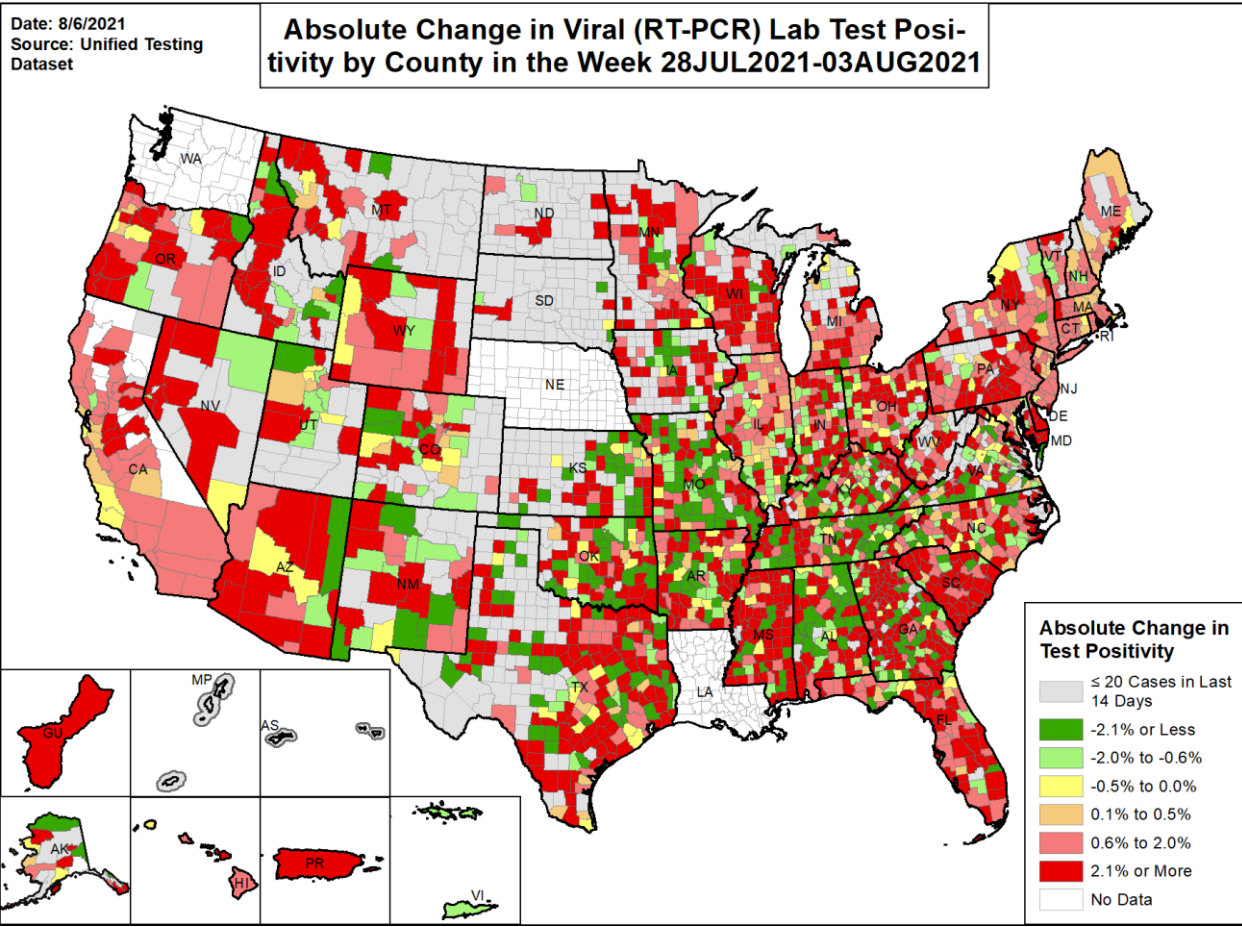 Date: 8/6/2021
Source: Unified Testing
Dataset
Absolute Change in Viral (RT-PCR) Lab Test Posi-
tivity by County in the Week 28JUL2021-03AUG2021
WA
MT
ND
MN
ME
OR
ID
SD
WI
MI
VT
NH
NY
MA
CT
RI
WY
IA
NE
PA
NJ
NV
UT
CO
IL
IN
OH
DE
MD
WV
VA
CA
KS
MO
KY
NC
TN
AZ
NM
OK
AR
SC
MS
AL
GA
TX
LA
FL
GU
MP
AS
AK
HI
PR
VI
Absolute Change in
Test Positivity
≤ 20 Cases in Last
14 Days
-2.1% or Less
-2.0% to -0.6%
-0.5% to 0.0%
0.1% to 0.5%
0.6% to 2.0%
2.1% or More
No Data